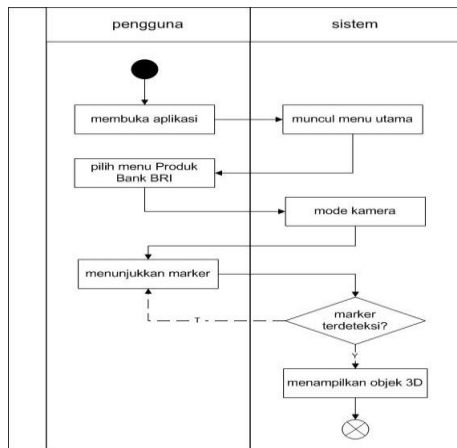 pengguna
sistem
membuka aplikasi
muncul menu utama
pilih menu Produk
Bank BRI
mode kamera
menunjukkan marker
marker
terdeteksi?
T
Y
menampilkan objek 3D